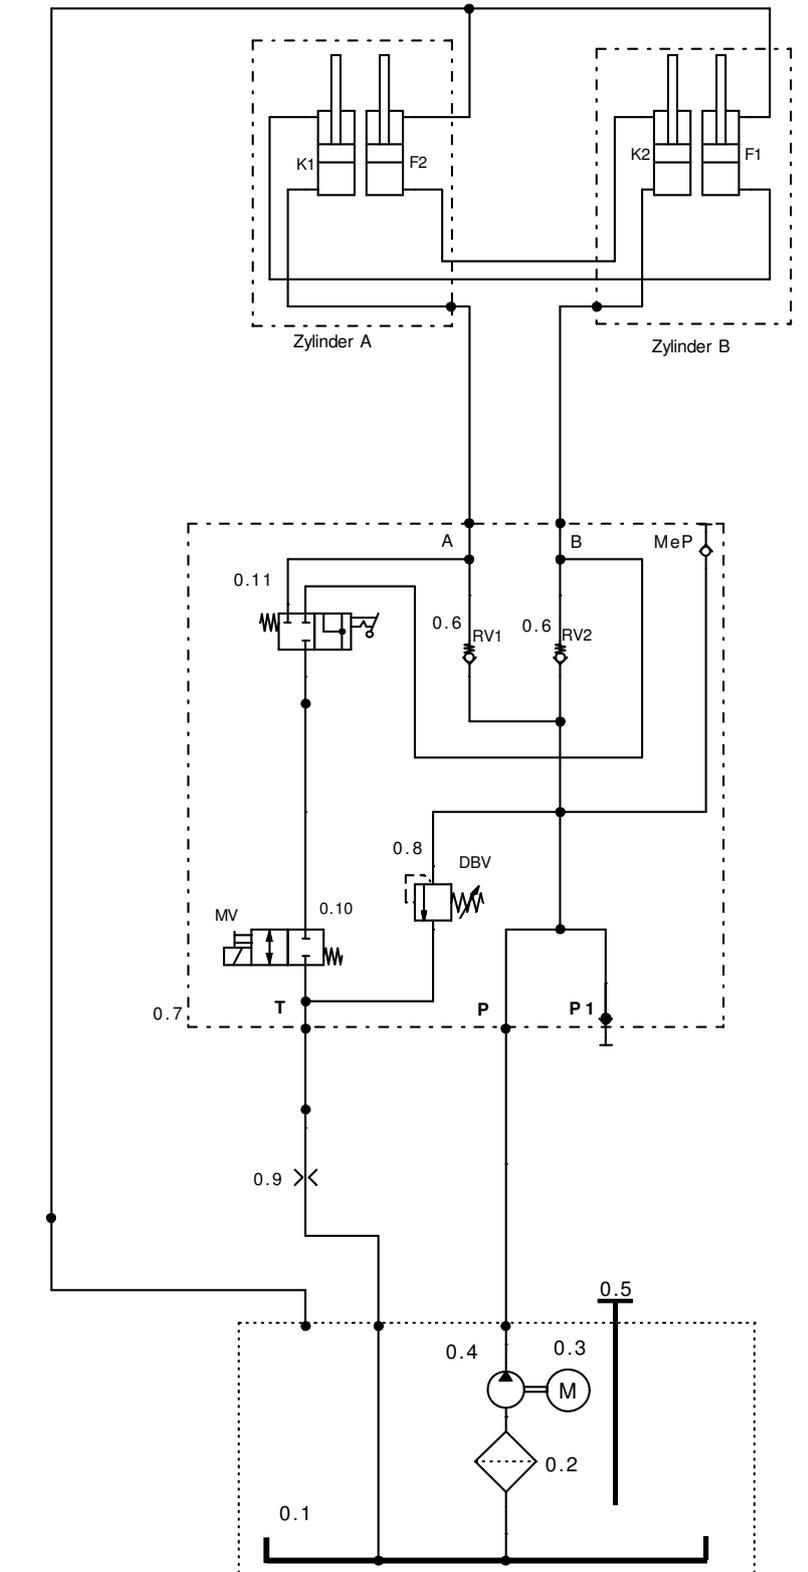 K1
F2
K2
F1
Zylinder A
Zylinder B
A
B
MeP
0.11
0.6
RV1
0.6
RV2
0.8
DBV
MV
0.10
0.7
T
P
P1
0.9
0.5
0.4
0.3
M
0.2
0.1